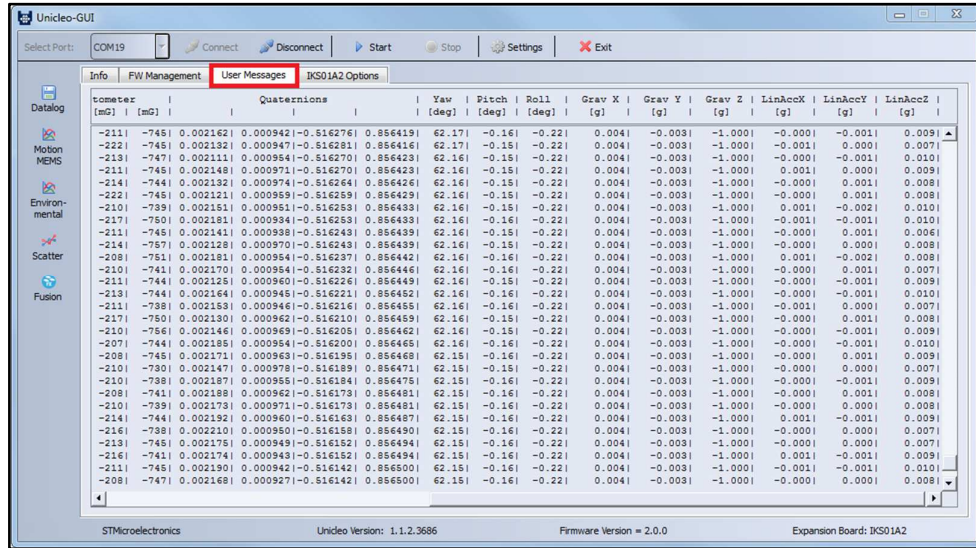 Unicleo-GUI
Select Port: COM19 Connect Disconnect Start Stop Settings Exit
Info FW Management User Messages IKS01A2 Options
Datalog
Motion MEMS
Environ-mental
Scatter
Fusion
tometer | Quaternions | Yaw | Pitch | Roll | Grav X | Grav Y | Grav Z | LinAccX | LinAccY | LinAccZ |
[mG] | [mG] | | | | | [deg] | [deg] | [deg] | [g] | [g] | [g] | [g] | [g] | [g] |
-211| -745| 0.002162| 0.000942|-0.516276| 0.856419| 62.17| -0.16| -0.22| 0.004| -0.003| -1.000| -0.000| -0.001| 0.009|
-222| -745| 0.002132| 0.000947|-0.516281| 0.856416| 62.17| -0.15| -0.22| 0.004| -0.003| -1.000| -0.001| 0.000| 0.007|
-213| -747| 0.002111| 0.000954|-0.516270| 0.856423| 62.16| -0.15| -0.22| 0.004| -0.003| -1.000| -0.000| -0.001| 0.010|
-211| -745| 0.002148| 0.000971|-0.516270| 0.856423| 62.16| -0.15| -0.22| 0.004| -0.003| -1.000| 0.001| 0.000| 0.009|
-214| -744| 0.002132| 0.000974|-0.516264| 0.856426| 62.16| -0.15| -0.22| 0.004| -0.003| -1.000| -0.000| 0.001| 0.008|
-222| -745| 0.002121| 0.000959|-0.516259| 0.856429| 62.16| -0.15| -0.22| 0.004| -0.003| -1.000| -0.000| 0.001| 0.008|
-210| -739| 0.002151| 0.000951|-0.516253| 0.856433| 62.16| -0.15| -0.22| 0.004| -0.003| -1.000| 0.001| -0.002| 0.010|
-217| -750| 0.002181| 0.000934|-0.516253| 0.856433| 62.16| -0.16| -0.22| 0.004| -0.003| -1.000| -0.001| -0.001| 0.010|
-211| -745| 0.002141| 0.000938|-0.516243| 0.856439| 62.16| -0.15| -0.22| 0.004| -0.003| -1.000| -0.000| 0.001| 0.006|
-214| -757| 0.002128| 0.000970|-0.516243| 0.856439| 62.16| -0.15| -0.22| 0.004| -0.003| -1.000| -0.000| 0.000| 0.008|
-208| -751| 0.002181| 0.000954|-0.516237| 0.856442| 62.16| -0.16| -0.22| 0.004| -0.003| -1.000| 0.001| -0.002| 0.008|
-210| -741| 0.002170| 0.000954|-0.516232| 0.856446| 62.16| -0.16| -0.22| 0.004| -0.003| -1.000| -0.000| 0.001| 0.007|
-211| -744| 0.002125| 0.000960|-0.516226| 0.856449| 62.16| -0.15| -0.22| 0.004| -0.003| -1.000| -0.000| -0.001| 0.009|
-213| -744| 0.002164| 0.000945|-0.516221| 0.856452| 62.16| -0.16| -0.22| 0.004| -0.003| -1.000| -0.000| -0.001| 0.010|
-211| -738| 0.002153| 0.000946|-0.516216| 0.856455| 62.16| -0.16| -0.22| 0.004| -0.003| -1.000| -0.000| 0.000| 0.007|
-217| -750| 0.002130| 0.000962|-0.516210| 0.856459| 62.16| -0.15| -0.22| 0.004| -0.003| -1.000| -0.000| 0.001| 0.008|
-210| -756| 0.002146| 0.000969|-0.516205| 0.856462| 62.16| -0.15| -0.22| 0.004| -0.003| -1.000| -0.000| -0.001| 0.009|
-207| -744| 0.002185| 0.000954|-0.516200| 0.856465| 62.16| -0.16| -0.22| 0.004| -0.003| -1.000| -0.000| -0.001| 0.010|
-208| -745| 0.002171| 0.000963|-0.516195| 0.856468| 62.15| -0.16| -0.22| 0.004| -0.003| -1.000| -0.000| 0.001| 0.009|
-210| -730| 0.002147| 0.000978|-0.516189| 0.856471| 62.15| -0.15| -0.22| 0.004| -0.003| -1.000| -0.000| 0.001| 0.007|
-210| -738| 0.002187| 0.000955|-0.516184| 0.856475| 62.15| -0.16| -0.22| 0.004| -0.003| -1.000| -0.000| -0.001| 0.009|
-208| -741| 0.002188| 0.000962|-0.516173| 0.856481| 62.15| -0.16| -0.22| 0.004| -0.003| -1.000| -0.000| 0.000| 0.008|
-210| -739| 0.002173| 0.000971|-0.516173| 0.856481| 62.15| -0.16| -0.22| 0.004| -0.003| -1.000| -0.000| 0.000| 0.008|
-214| -744| 0.002192| 0.000960|-0.516163| 0.856487| 62.15| -0.16| -0.22| 0.004| -0.003| -1.000| 0.001| -0.001| 0.009|
-216| -738| 0.002210| 0.000950|-0.516158| 0.856490| 62.15| -0.16| -0.22| 0.004| -0.003| -1.000| -0.000| 0.000| 0.007|
-213| -745| 0.002175| 0.000949|-0.516152| 0.856494| 62.15| -0.16| -0.22| 0.004| -0.003| -1.000| -0.000| 0.000| 0.007|
-216| -741| 0.002174| 0.000943|-0.516152| 0.856494| 62.15| -0.16| -0.22| 0.004| -0.003| -1.000| 0.001| -0.001| 0.009|
-211| -745| 0.002190| 0.000942|-0.516142| 0.856500| 62.15| -0.16| -0.22| 0.004| -0.003| -1.000| -0.000| -0.001| 0.010|
-208| -747| 0.002168| 0.000927|-0.516142| 0.856500| 62.15| -0.16| -0.22| 0.004| -0.003| -1.000| -0.000| 0.000| 0.008|
STMicroelectronics Unicleo Version: 1.1.2.3686 Firmware Version = 2.0.0 Expansion Board: IKS01A2